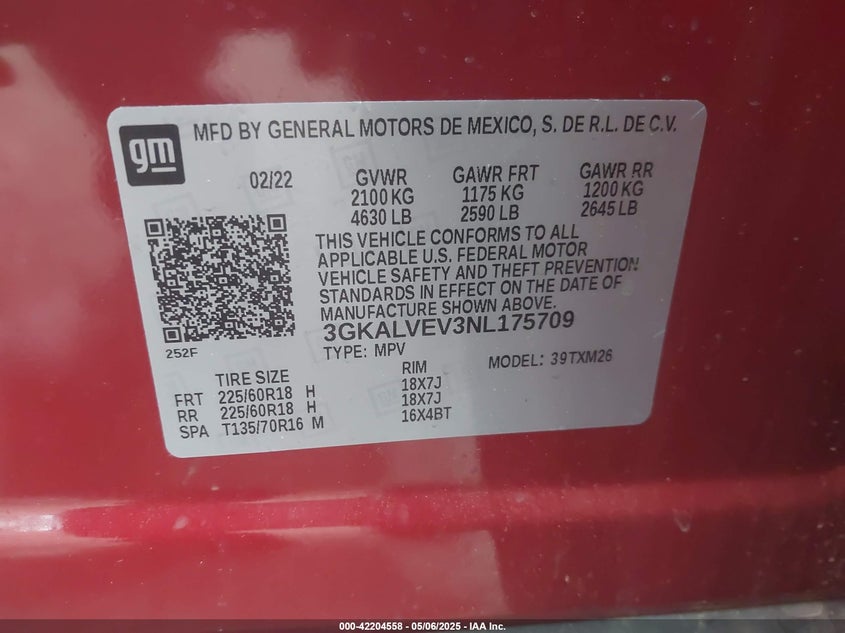 gm
MFD BY GENERAL MOTORS DE MEXICO, S. DE R.L. DE C.V.
02/22 GVWR GAWR FRT GAWR RR
2100 KG 1175 KG 1200 KG
4630 LB 2590 LB 2645 LB
THIS VEHICLE CONFORMS TO ALL
APPLICABLE U.S. FEDERAL MOTOR
VEHICLE SAFETY AND THEFT PREVENTION
STANDARDS IN EFFECT ON THE DATE OF
MANUFACTURE SHOWN ABOVE.
3GKALVEV3NL175709
252F TYPE: MPV MODEL: 39TXM26
TIRE SIZE RIM
FRT 225/60R18 H 18X7J
RR 225/60R18 H 18X7J
SPA T135/70R16 M 16X4BT
000-42204558 - 05/06/2025 - IAA Inc.